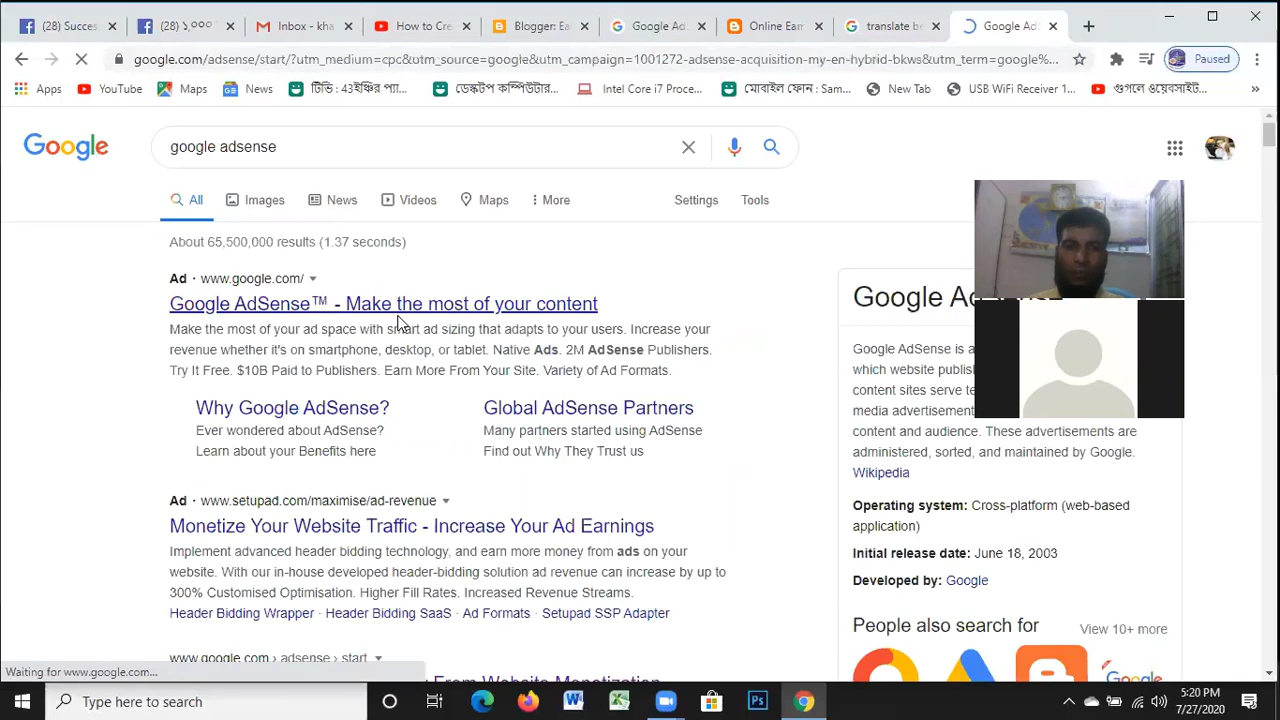 (28) Succes
(28) ১০০০
Inbox - kha
How to Cre
Blogger: Ea
Google Ads
Online Earn
translate be
Google Ad
google.com/adsense/start/?utm_medium=cpc&utm_source=google&utm_campaign=1001272-adsense,acquisition-my-en-hybrid-bkws&utm_term=google%...
Paused
Apps
YouTube
Maps
News
টিভি : 43ইঞ্চির প্যা...
ডেস্কটপ কম্পিউটার...
Intel Core i7 Proce...
মোবাইল ফোন : Sam...
New Tab
USB WiFi Receiver 1...
গুগলে ওয়েবসাইট...
Google
google adsense
All
Images
News
Videos
Maps
More
Settings
Tools
About 65,500,000 results (1.37 seconds)
Ad · www.google.com/
Google AdSense™ - Make the most of your content
Make the most of your ad space with smart ad sizing that adapts to your users. Increase your
revenue whether it's on smartphone, desktop, or tablet. Native Ads. 2M AdSense Publishers.
Try It Free. $10B Paid to Publishers. Earn More From Your Site. Variety of Ad Formats.
Why Google AdSense?
Ever wondered about AdSense?
Learn about your Benefits here
Global AdSense Partners
Many partners started using AdSense
Find out Why They Trust us
Ad · www.setupad.com/maximise/ad-revenue
Monetize Your Website Traffic - Increase Your Ad Earnings
Implement advanced header bidding technology, and earn more money from ads on your
website. With our in-house developed header-bidding solution ad revenue can increase by up to
300% Customised Optimisation. Higher Fill Rates. Increased Revenue Streams.
Header Bidding Wrapper · Header Bidding SaaS · Ad Formats · Setupad SSP Adapter
www.google.com › adsense › start
From Website Monetization
Google A
Google AdSense is a
which website publis
content sites serve te
media advertisement
content and audience. These advertisements are
administered, sorted, and maintained by Google.
Wikipedia
Operating system: Cross-platform (web-based
application)
Initial release date: June 18, 2003
Developed by: Google
People also search for
View 10+ more
Google
Waiting for www.google.com...
Type here to search
5:20 PM
7/27/2020